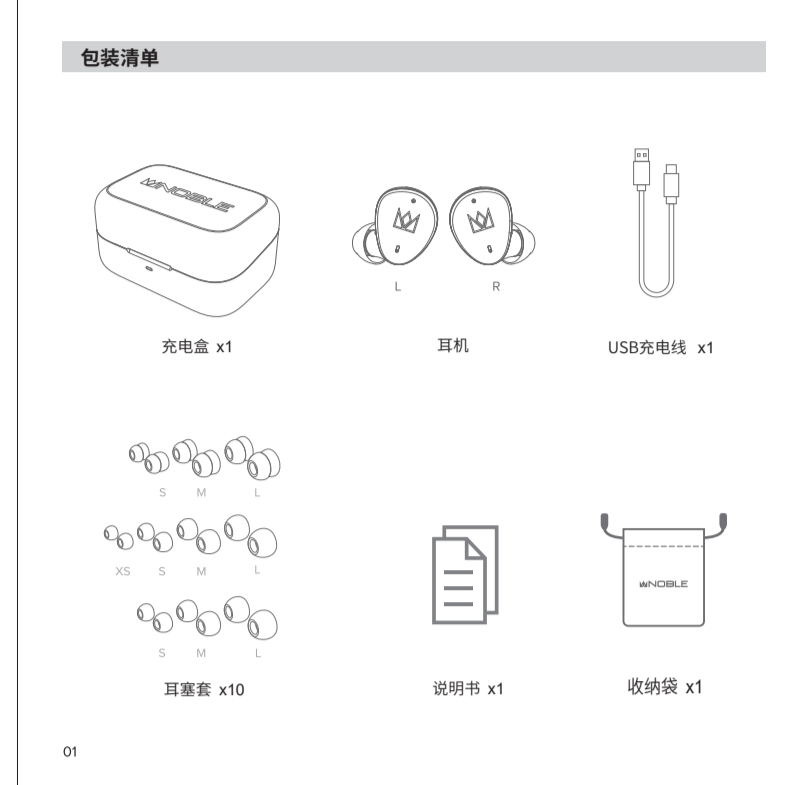 包装清单
NOBLE
L R
充电盒 x1
耳机
USB充电线 x1
S M L
XS S M L
NOBLE
S M L
耳塞套 x10
说明书 x1
收纳袋 x1
01